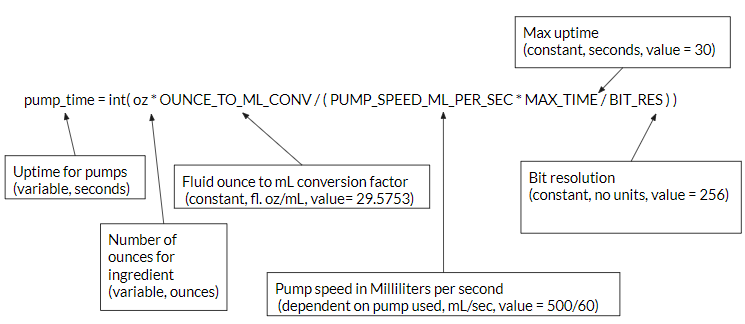 Max uptime
(constant, seconds, value = 30)
pump_time = int( oz * OUNCE_TO_ML_CONV / ( PUMP_SPEED_ML_PER_SEC * MAX_TIME / BIT_RES ) )
Uptime for pumps
(variable, seconds)
Fluid ounce to mL conversion factor
(constant, fl. oz/mL, value= 29.5753)
Bit resolution
(constant, no units, value = 256)
Number of
ounces for
ingredient
(variable, ounces)
Pump speed in Milliliters per second
(dependent on pump used, mL/sec, value = 500/60)